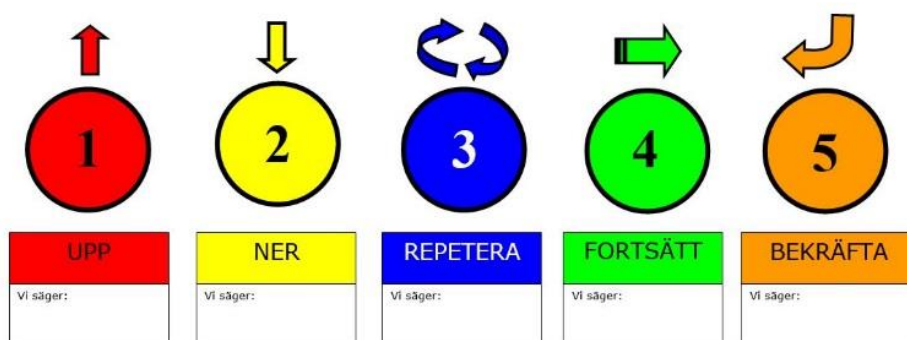 1 2 3 4 5
UPP NER REPETERA FORTSÄTT BEKRÄFTA
Vi säger: Vi säger: Vi säger: Vi säger: Vi säger: